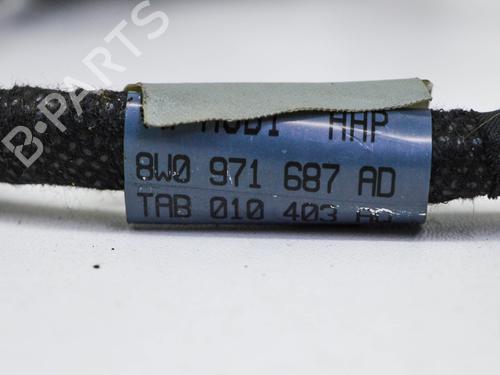 AUDI AHP
8W0 971 687 AD
TAB 010 403
B-PARTS